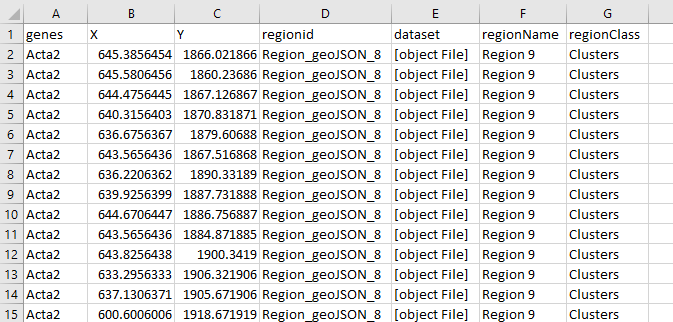 A B C D E F G
1 genes X Y regionid dataset regionName regionClass
2 Acta2 645.3856454 1866.021866 Region_geoJSON_8 [object File] Region 9 Clusters
3 Acta2 645.5806456 1860.23686 Region_geoJSON_8 [object File] Region 9 Clusters
4 Acta2 644.4756445 1867.126867 Region_geoJSON_8 [object File] Region 9 Clusters
5 Acta2 640.3156403 1870.831871 Region_geoJSON_8 [object File] Region 9 Clusters
6 Acta2 636.6756367 1879.60688 Region_geoJSON_8 [object File] Region 9 Clusters
7 Acta2 643.5656436 1867.516868 Region_geoJSON_8 [object File] Region 9 Clusters
8 Acta2 636.2206362 1890.33189 Region_geoJSON_8 [object File] Region 9 Clusters
9 Acta2 639.9256399 1887.731888 Region_geoJSON_8 [object File] Region 9 Clusters
10 Acta2 644.6706447 1886.756887 Region_geoJSON_8 [object File] Region 9 Clusters
11 Acta2 643.5656436 1884.871885 Region_geoJSON_8 [object File] Region 9 Clusters
12 Acta2 643.8256438 1900.3419 Region_geoJSON_8 [object File] Region 9 Clusters
13 Acta2 633.2956333 1906.321906 Region_geoJSON_8 [object File] Region 9 Clusters
14 Acta2 637.1306371 1905.671906 Region_geoJSON_8 [object File] Region 9 Clusters
15 Acta2 600.6006006 1918.671919 Region_geoJSON_8 [object File] Region 9 Clusters